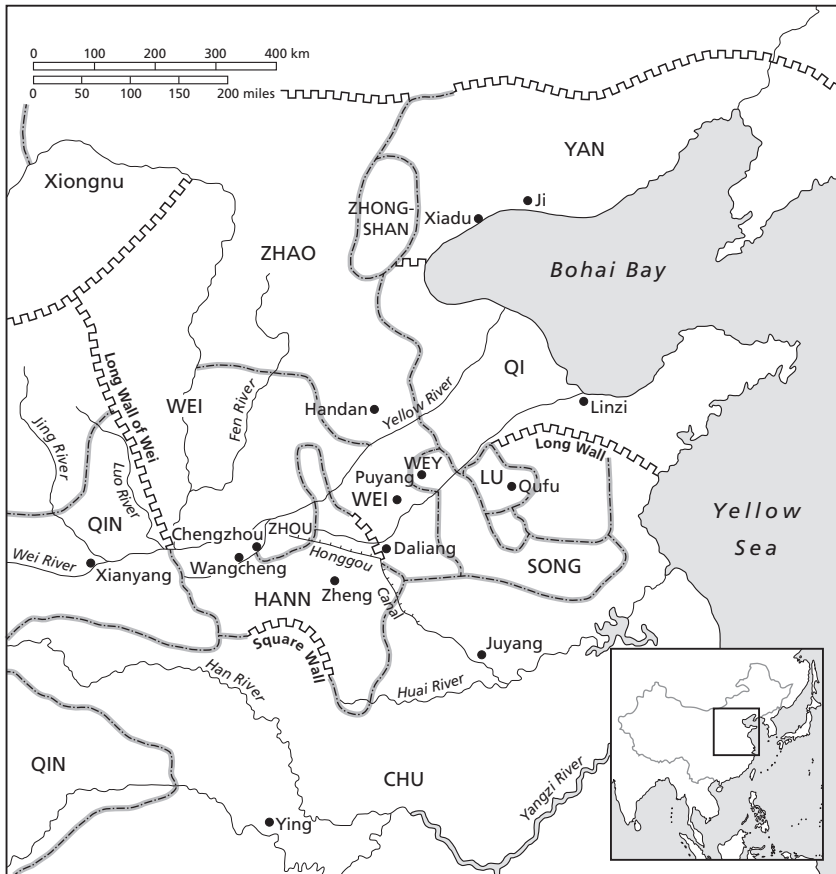 0 100 200 300 400 km
0 50 100 150 200 miles
YAN
Xiongnu
Ji
ZHONG-
SHAN
Xiadu
ZHAO
Bohai Bay
Long Wall of Wei
QI
WEI
Fen River
Handan
Yellow River
Linzi
Jing River
Luo River
Long Wall
WEY
Puyang
LU
Qufu
WEI
Yellow
Sea
QIN
Chengzhou
ZHOU
Wei River
Xianyang
Wangcheng
Honggou
Canal
Daliang
SONG
HANN
Zheng
Square Wall
Juyang
Han River
Huai River
QIN
CHU
Yangzi River
Ying